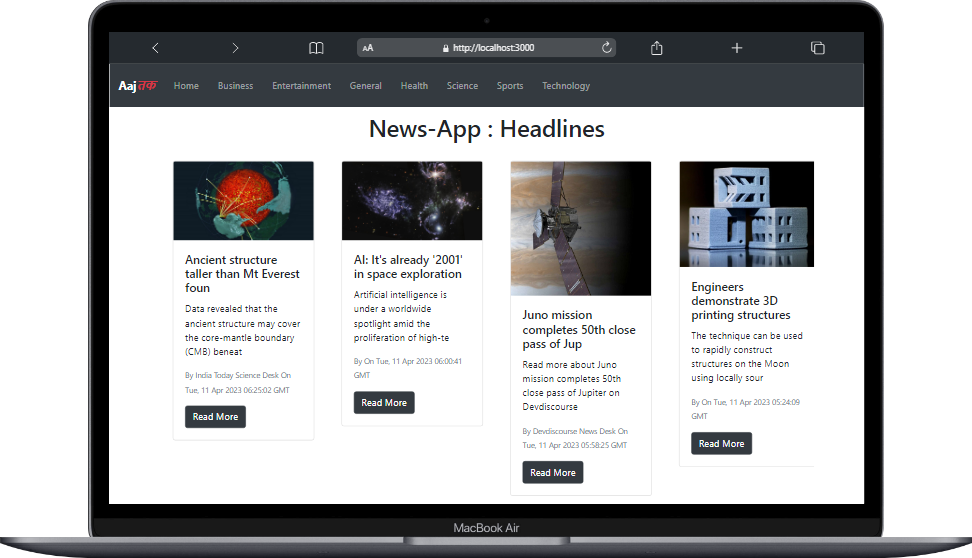 AA http://localhost:3000
Aaj तक Home Business Entertainment General Health Science Sports Technology
News-App : Headlines
Ancient structure
taller than Mt Everest
foun
Data revealed that the
ancient structure may cover
the core-mantle boundary
(CMB) beneat
By India Today Science Desk On
Tue, 11 Apr 2023 06:25:02 GMT
Read More
AI: It's already '2001'
in space exploration
Artificial intelligence is
under a worldwide
spotlight amid the
proliferation of high-te
By On Tue, 11 Apr 2023 06:00:41
GMT
Read More
Juno mission
completes 50th close
pass of Jup
Read more about Juno
mission completes 50th
close pass of Jupiter on
Devdiscourse
By Devdiscourse News Desk On
Tue, 11 Apr 2023 05:58:25 GMT
Read More
Engineers
demonstrate 3D
printing structures
The technique can be used
to rapidly construct
structures on the Moon
using locally sour
By On Tue, 11 Apr 2023 05:24:09
GMT
Read More
MacBook Air